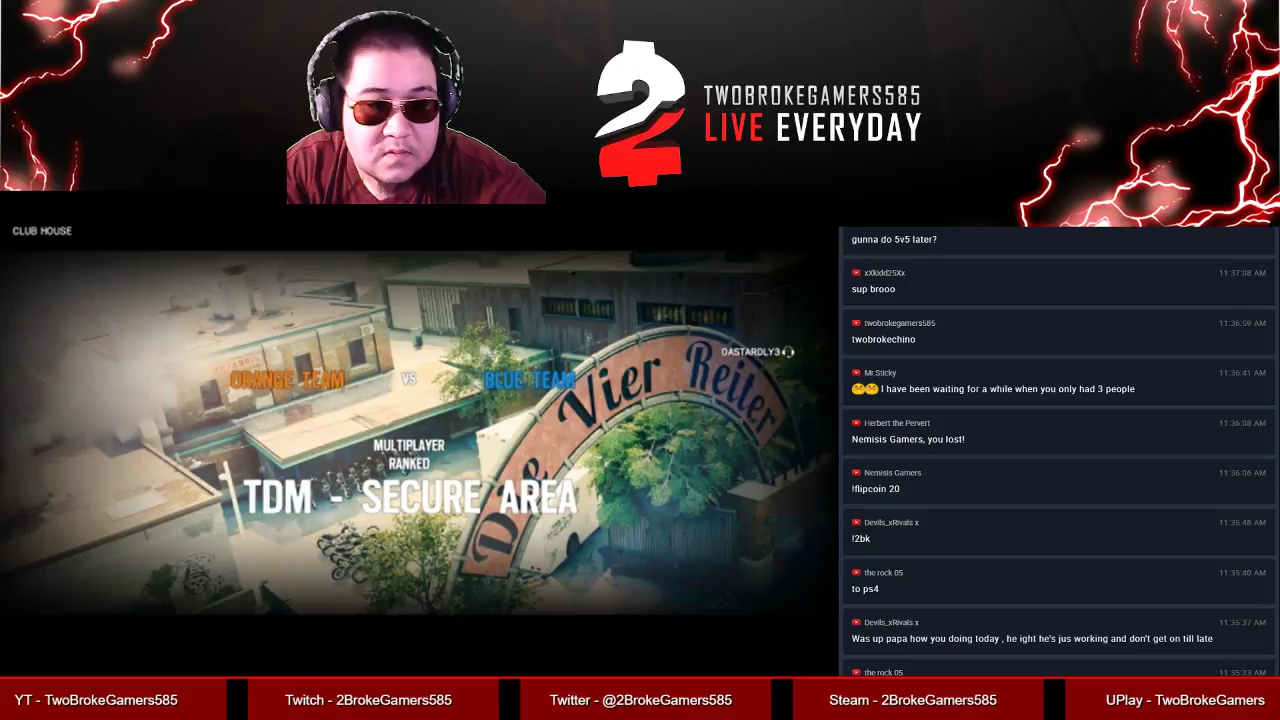 2
TWOBROKEGAMERS585
LIVE EVERYDAY
CLUB HOUSE
DASTARDLY3
ORANGE TEAM VS BLUE TEAM
Die Vier Reiter
MULTIPLAYER
RANKED
TDM - SECURE AREA
gunna do 5v5 later?
xXkidd25Xx 11:37:08 AM
sup brooo
twobrokegamers585 11:36:59 AM
twobrokechino
Mr.Sticky 11:36:41 AM
I have been waiting for a while when you only had 3 people
Herbert the Pervert 11:36:08 AM
Nemisis Gamers, you lost!
Nemisis Gamers 11:36:06 AM
!flipcoin 20
Devils_xRivals x 11:35:48 AM
!2bk
the rock 05 11:35:40 AM
to ps4
Devils_xRivals x 11:35:37 AM
Was up papa how you doing today , he ight he's jus working and don't get on till late
the rock 05 11:35:33 AM
YT - TwoBrokeGamers585
Twitch - 2BrokeGamers585
Twitter - @2BrokeGamers585
Steam - 2BrokeGamers585
UPlay - TwoBrokeGamers